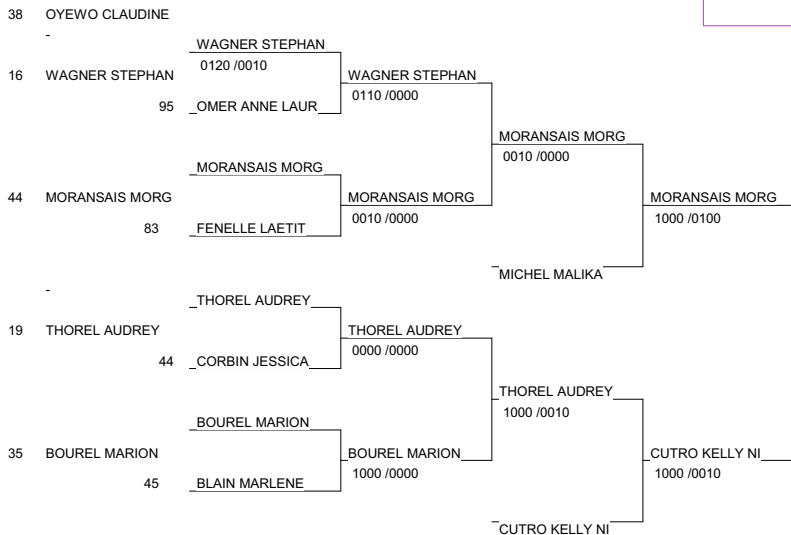 38 OYEWO CLAUDINE
-
WAGNER STEPHAN
0120 /0010
16 WAGNER STEPHAN
WAGNER STEPHAN
0110 /0000
95 OMER ANNE LAUR
MORANSAIS MORG
0010 /0000
MORANSAIS MORG
44 MORANSAIS MORG
MORANSAIS MORG
0010 /0000
MORANSAIS MORG
1000 /0100
83 FENELLE LAETIT
MICHEL MALIKA
-
THOREL AUDREY
19 THOREL AUDREY
THOREL AUDREY
0000 /0000
44 CORBIN JESSICA
THOREL AUDREY
1000 /0010
BOUREL MARION
35 BOUREL MARION
BOUREL MARION
1000 /0000
CUTRO KELLY NI
1000 /0010
45 BLAIN MARLENE
CUTRO KELLY NI